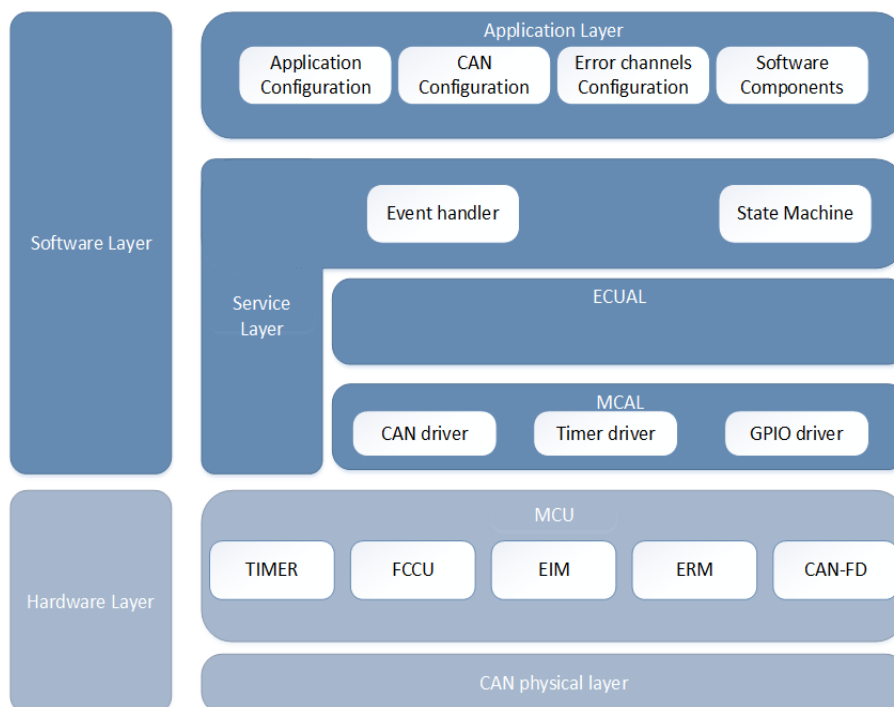 Application Layer
Application
Configuration
CAN
Configuration
Error channels
Configuration
Software
Components
Software Layer
Event handler
State Machine
Service
Layer
ECUAL
MCAL
CAN driver
Timer driver
GPIO driver
Hardware Layer
MCU
TIMER
FCCU
EIM
ERM
CAN-FD
CAN physical layer